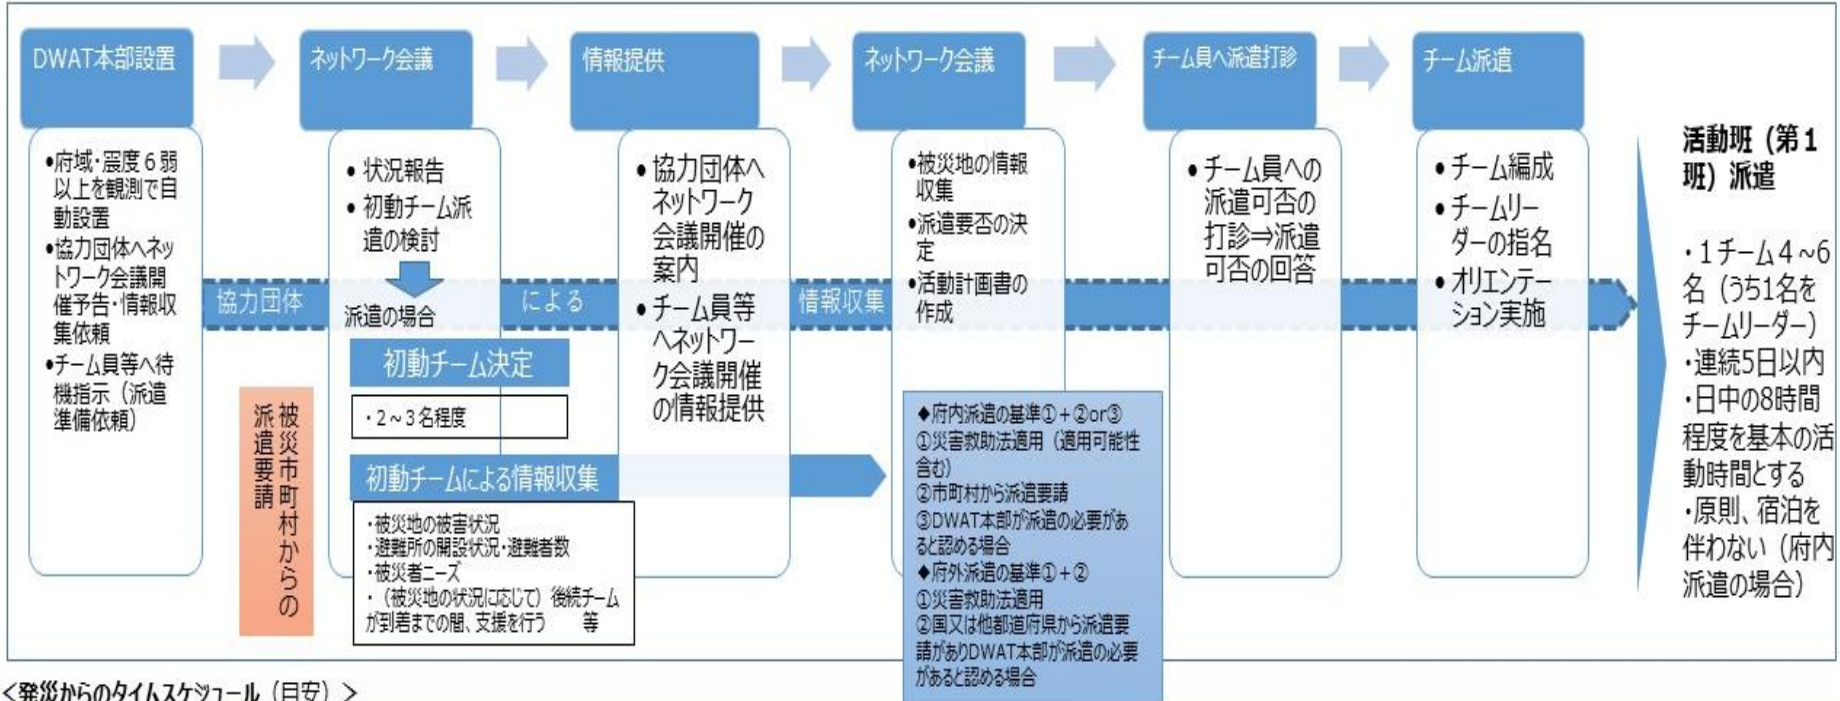 DWAT本部設置
•府域・震度６弱
以上を観測で自
動設置
•協力団体へネッ
トワーク会議開
催予告・情報収
集依頼
•チーム員等へ待
機指示（派遣
準備依頼）
ネットワーク会議
• 状況報告
• 初動チーム派
遣の検討
派遣の場合
初動チーム決定
・2～3名程度
初動チームによる情報収集
・被災地の被害状況
・避難所の開設状況・避難者数
・被災者ニーズ
・（被災地の状況に応じて）後続チーム
が到着までの間、支援を行う　等
情報提供
• 協力団体へ
ネットワーク
会議開催の
案内
• チーム員等
へネットワー
ク会議開催
の情報提供
ネットワーク会議
•被災地の情報
収集
•派遣要否の決
定
•活動計画書の
作成
◆府内派遣の基準①＋②or③
①災害救助法適用（適用可能性
含む）
②市町村から派遣要請
③DWAT本部が派遣の必要があ
ると認める場合
◆府外派遣の基準①＋②
①災害救助法適用
②国又は他都道府県から派遣要
請がありDWAT本部が派遣の必要
があると認める場合
チーム員へ派遣打診
• チーム員への
派遣可否の
打診⇒派遣
可否の回答
チーム派遣
• チーム編成
• チームリー
ダーの指名
• オリエンテー
ション実施
協力団体　による　情報収集
被災市町村からの
派遣要請
活動班（第１
班）派遣
・１チーム４～6
名（うち1名を
チームリーダー）
・連続5日以内
・日中の8時間
程度を基本の活
動時間とする
・原則、宿泊を
伴わない（府内
派遣の場合）
＜発災からのタイムスケジュール（目安）＞